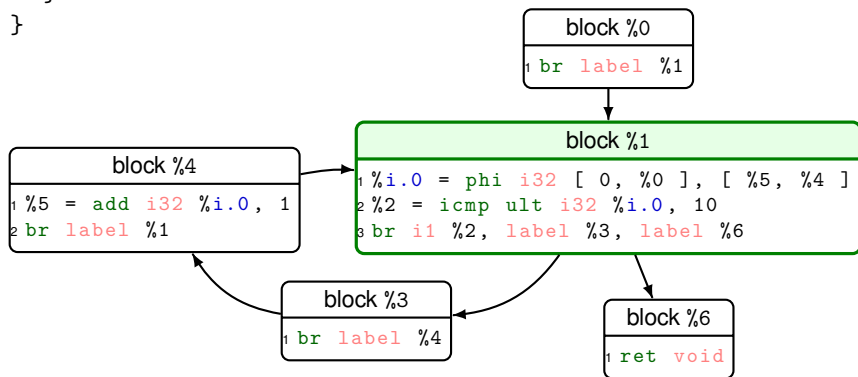 }
block %0
1 br label %1
block %1
1 %i.0 = phi i32 [ 0, %0 ], [ %5, %4 ]
2 %2 = icmp ult i32 %i.0, 10
3 br i1 %2, label %3, label %6
block %4
1 %5 = add i32 %i.0, 1
2 br label %1
block %3
1 br label %4
block %6
1 ret void